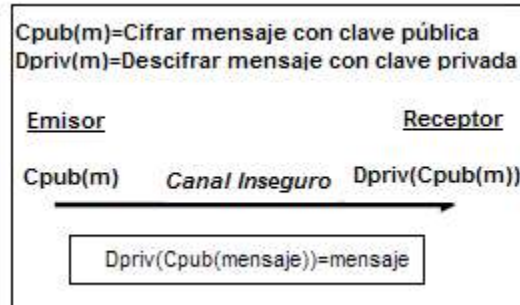 Cpub(m)=Cifrar mensaje con clave pública
Dpriv(m)=Descifrar mensaje con clave privada
Emisor Receptor
Cpub(m) Canal Inseguro Dpriv(Cpub(m))
Dpriv(Cpub(mensaje))=mensaje